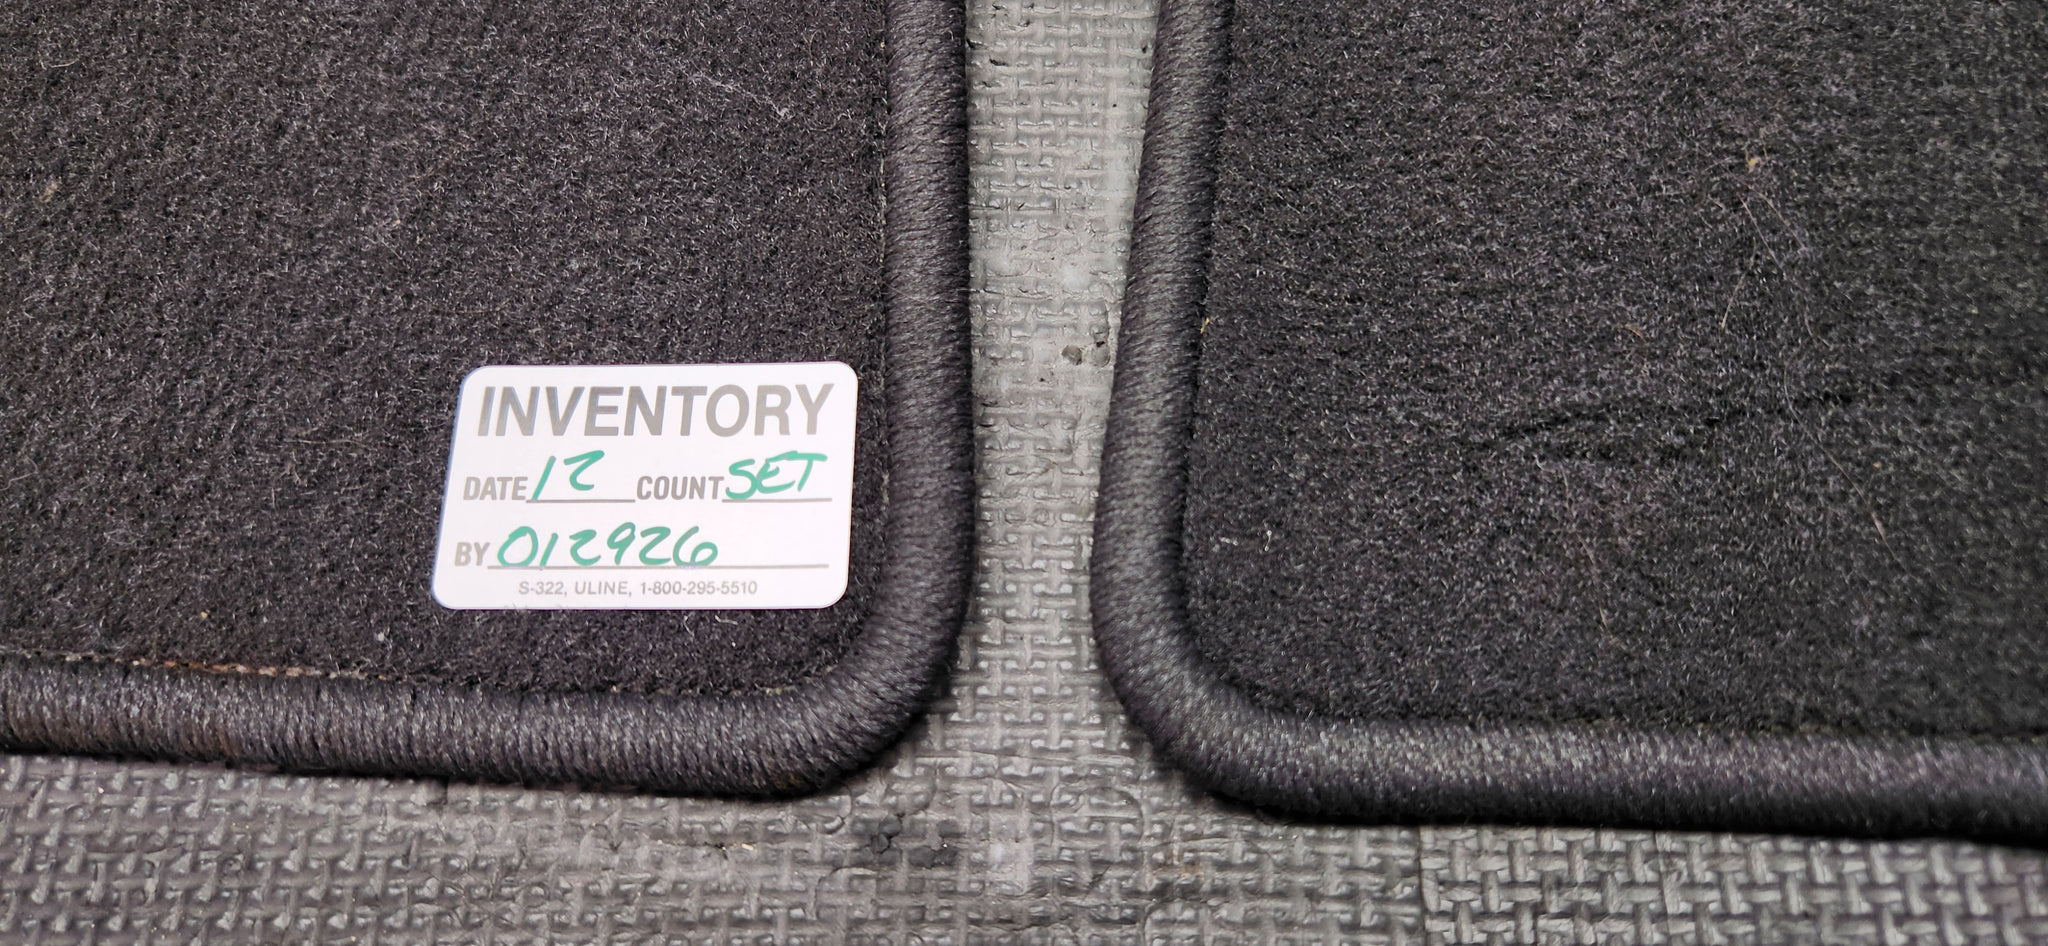 INVENTORY
DATE 12 COUNT SET
BY 012926
S-322, ULINE, 1-800-295-5510